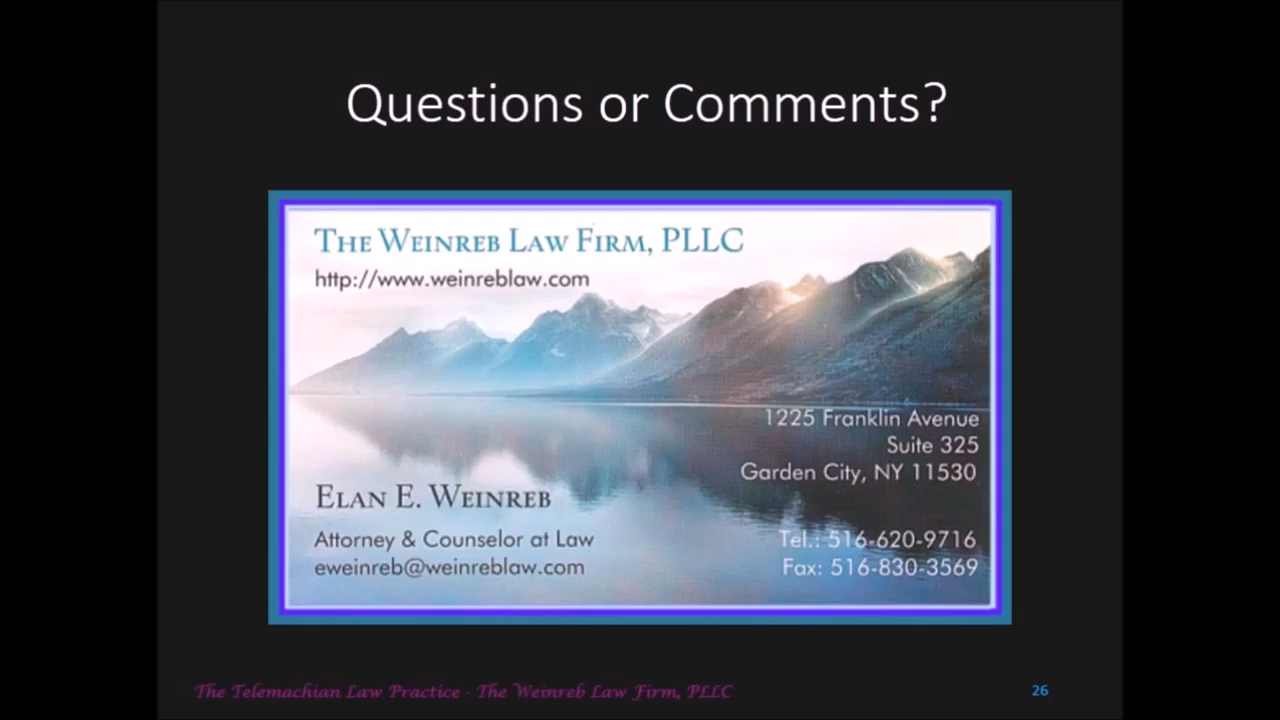 Questions or Comments?
The Weinreb Law Firm, PLLC
http://www.weinreblaw.com
1225 Franklin Avenue
Suite 325
Garden City, NY 11530
Elan E. Weinreb
Attorney & Counselor at Law
eweinreb@weinreblaw.com
Tel.: 516-620-9716
Fax: 516-830-3569
The Telemachian Law Practice - The Weinreb Law Firm, PLLC
26